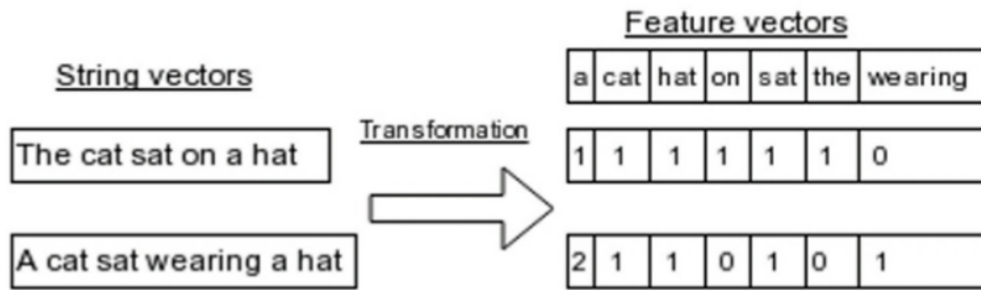 Feature vectors
String vectors
a cat hat on sat the wearing
Transformation
The cat sat on a hat
1 1 1 1 1 1 0
A cat sat wearing a hat
2 1 1 0 1 0 1